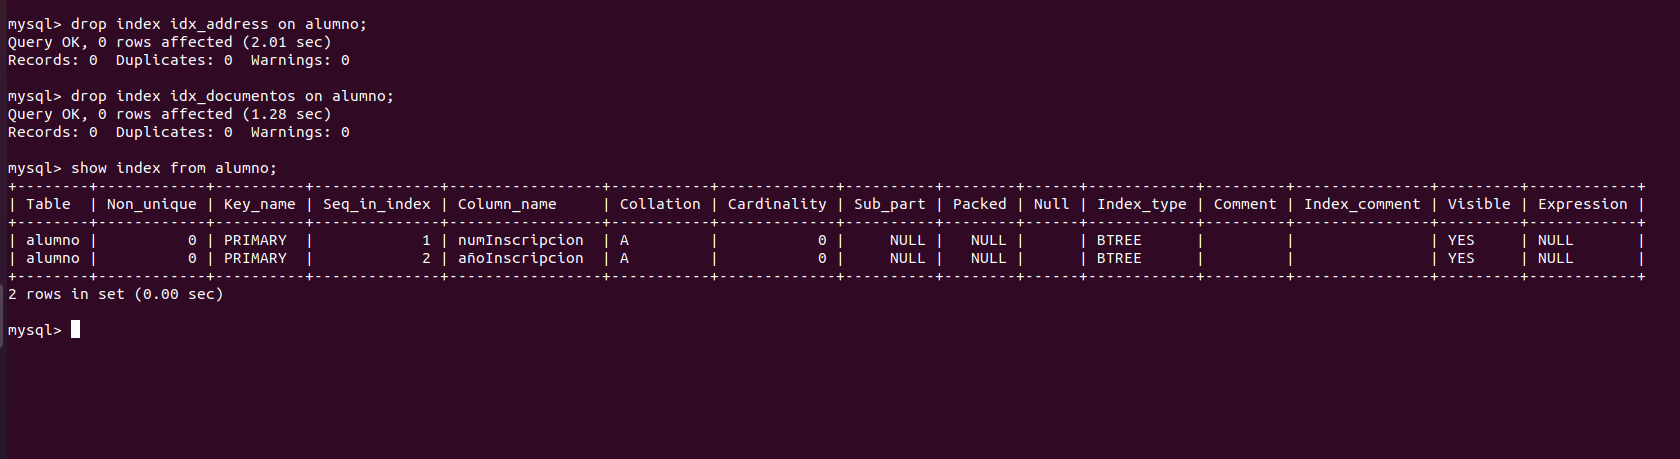 mysql> drop index idx_address on alumno;
Query OK, 0 rows affected (2.01 sec)
Records: 0  Duplicates: 0  Warnings: 0

mysql> drop index idx_documentos on alumno;
Query OK, 0 rows affected (1.28 sec)
Records: 0  Duplicates: 0  Warnings: 0

mysql> show index from alumno;
+--------+------------+----------+--------------+-----------------+-----------+-------------+----------+--------+------+------------+---------+---------------+---------+------------+
| Table  | Non_unique | Key_name | Seq_in_index | Column_name     | Collation | Cardinality | Sub_part | Packed | Null | Index_type | Comment | Index_comment | Visible | Expression |
+--------+------------+----------+--------------+-----------------+-----------+-------------+----------+--------+------+------------+---------+---------------+---------+------------+
| alumno |          0 | PRIMARY  |            1 | numInscripcion  | A         |           0 |     NULL |   NULL |      | BTREE      |         |               | YES     | NULL       |
| alumno |          0 | PRIMARY  |            2 | añoInscripcion  | A         |           0 |     NULL |   NULL |      | BTREE      |         |               | YES     | NULL       |
+--------+------------+----------+--------------+-----------------+-----------+-------------+----------+--------+------+------------+---------+---------------+---------+------------+
2 rows in set (0.00 sec)

mysql>